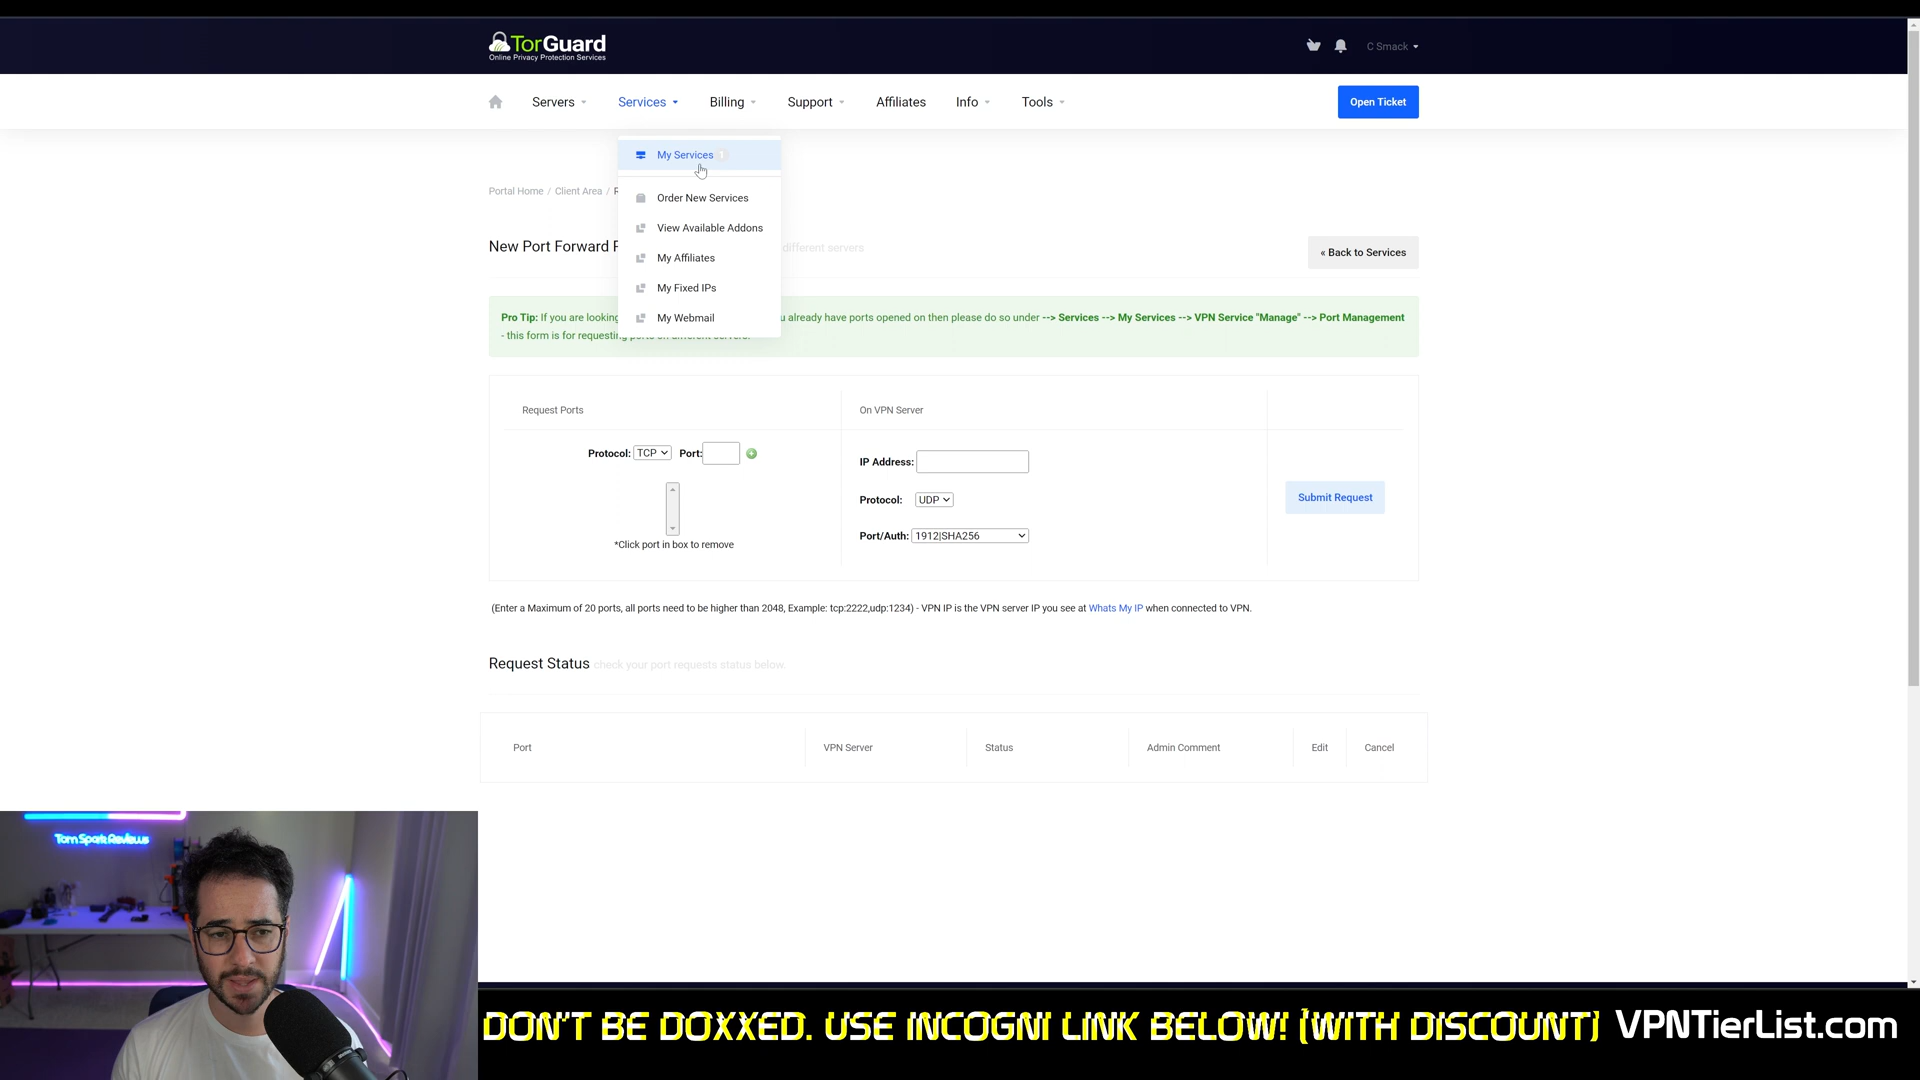 TorGuard
Online Privacy Protection Services
C Smack
Servers
Services
Billing
Support
Affiliates
Info
Tools
Open Ticket
My Services 1
Order New Services
View Available Addons
My Affiliates
My Fixed IPs
My Webmail
Portal Home / Client Area /
New Port Forward
different servers
« Back to Services
Pro Tip: If you are looking already have ports opened on then please do so under --> Services --> My Services --> VPN Service "Manage" --> Port Management
- this form is for requesting ports on different servers.
Request Ports
On VPN Server
Protocol: TCP Port:
*Click port in box to remove
IP Address:
Protocol: UDP
Port/Auth: 1912|SHA256
Submit Request
(Enter a Maximum of 20 ports, all ports need to be higher than 2048, Example: tcp:2222,udp:1234) - VPN IP is the VPN server IP you see at Whats My IP when connected to VPN.
Request Status check your port requests status below.
Port
VPN Server
Status
Admin Comment
Edit
Cancel
Tom Spark Reviews
DON'T BE DOXXED. USE INCOGNI LINK BELOW! (WITH DISCOUNT) VPNTierList.com